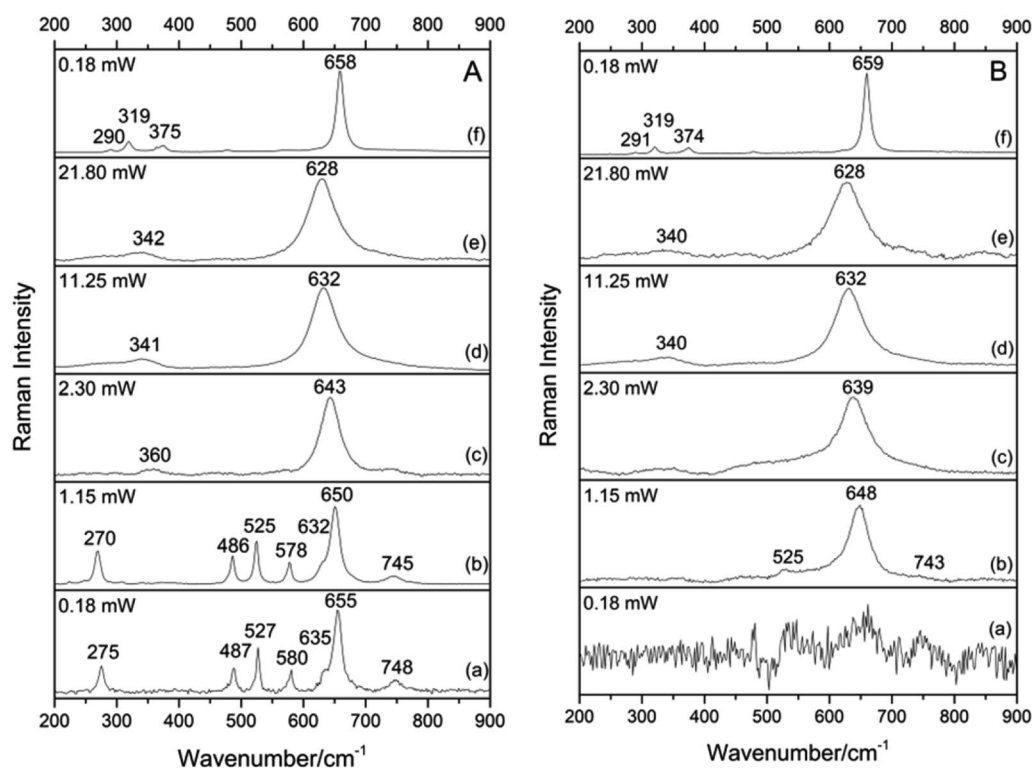 200 300 400 500 600 700 800 900
0.18 mW
A
658
319
290
375
(f)
21.80 mW
628
342
(e)
11.25 mW
632
341
(d)
2.30 mW
643
360
(c)
1.15 mW
650
270
525
632
486
578
745
(b)
0.18 mW
655
275
527
635
487
580
748
(a)
200 300 400 500 600 700 800 900
Wavenumber/cm-1
Raman Intensity
200 300 400 500 600 700 800 900
0.18 mW
B
659
319
291
374
(f)
21.80 mW
628
340
(e)
11.25 mW
632
340
(d)
2.30 mW
639
(c)
1.15 mW
648
525
743
(b)
0.18 mW
(a)
200 300 400 500 600 700 800 900
Wavenumber/cm-1
Raman Intensity